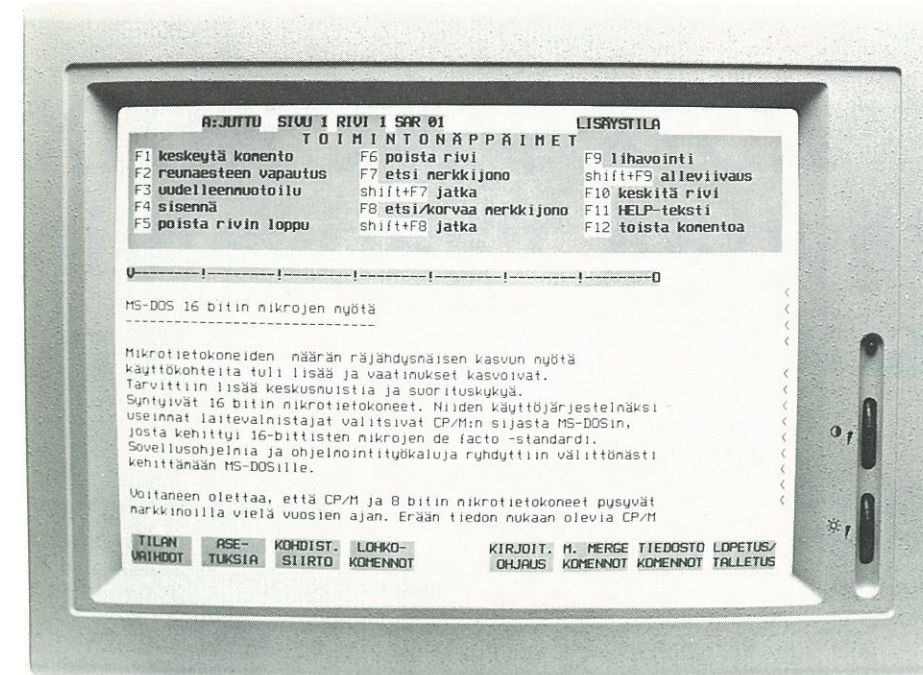 A:JUTTU SIVU 1 RIVI 1 SAR 01 LISÄYSTILA
TOIMINTONÄPPÄIMET
F1 keskeytä komento F6 poista rivi F9 lihavointi
F2 reunaesteen vapautus F7 etsi merkkijono shift+F9 alleviivaus
F3 uudelleenmuotoilu shift+F7 jatka F10 keskitä rivi
F4 sisennä F8 etsi/korvaa merkkijono F11 HELP-teksti
F5 poista rivin loppu shift+F8 jatka F12 toista komentoa
V--------!--------!--------!--------!--------!--------!--------O
MS-DOS 16 bitin mikrojen myötä
------------------------------
Mikrotietokoneiden määrän räjähdysmäisen kasvun myötä
käyttökohteita tuli lisää ja vaatimukset kasvoivat.
Tarvittiin lisää keskusmuistia ja suorituskykyä.
Syntyivät 16 bitin mikrotietokoneet. Niiden käyttöjärjestelmäksi
useimmat laitevalmistajat valitsivat CP/M:n sijasta MS-DOSin,
josta kehittyi 16-bittisten mikrojen de facto -standardi.
Sovellusohjelmia ja ohjelmointityökaluja ryhdyttiin välittömästi
kehittämään MS-DOSille.
Voitaneen olettaa, että CP/M ja 8 bitin mikrotietokoneet pysyvät
markkinoilla vielä vuosien ajan. Erään tiedon mukaan olevia CP/M
TILAN ASE- KOHDIST. LOHKO- KIRJOIT. M. MERGE TIEDOSTO LOPETUS/
VAIHDOT TUKSIA SIIRTO KOMENNOT OHJAUS KOMENNOT KOMENNOT TALLETUS